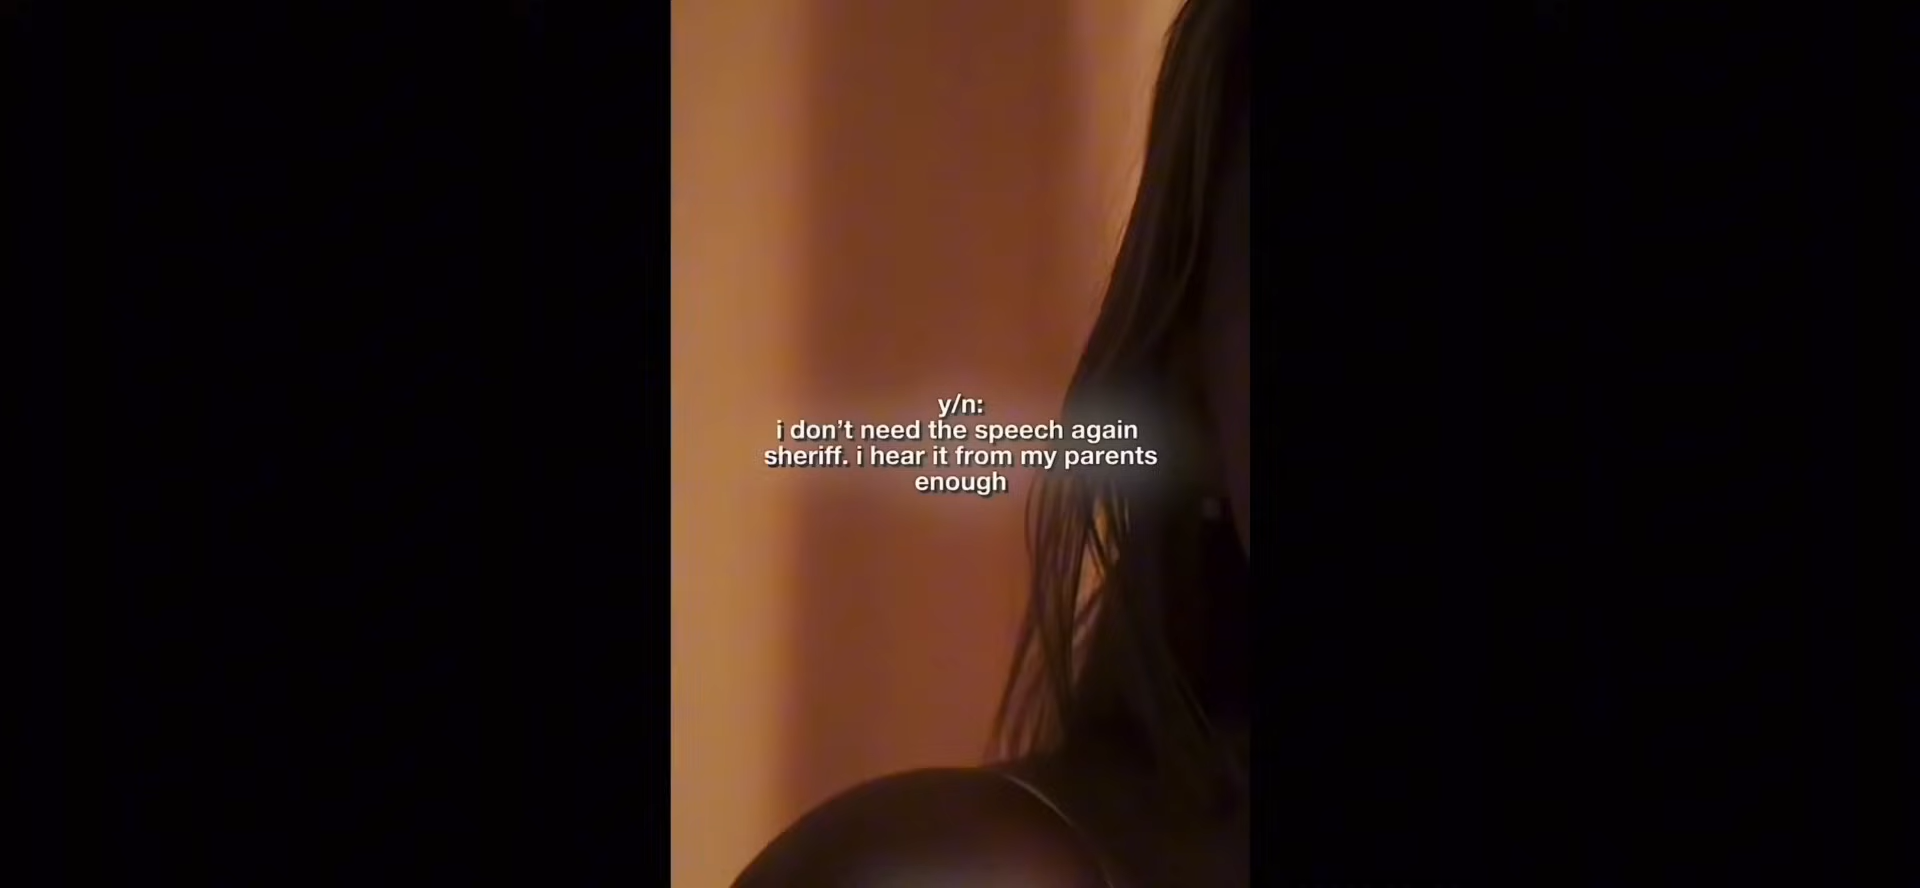 y/n:
i don’t need the speech again
sheriff. i hear it from my parents
enough